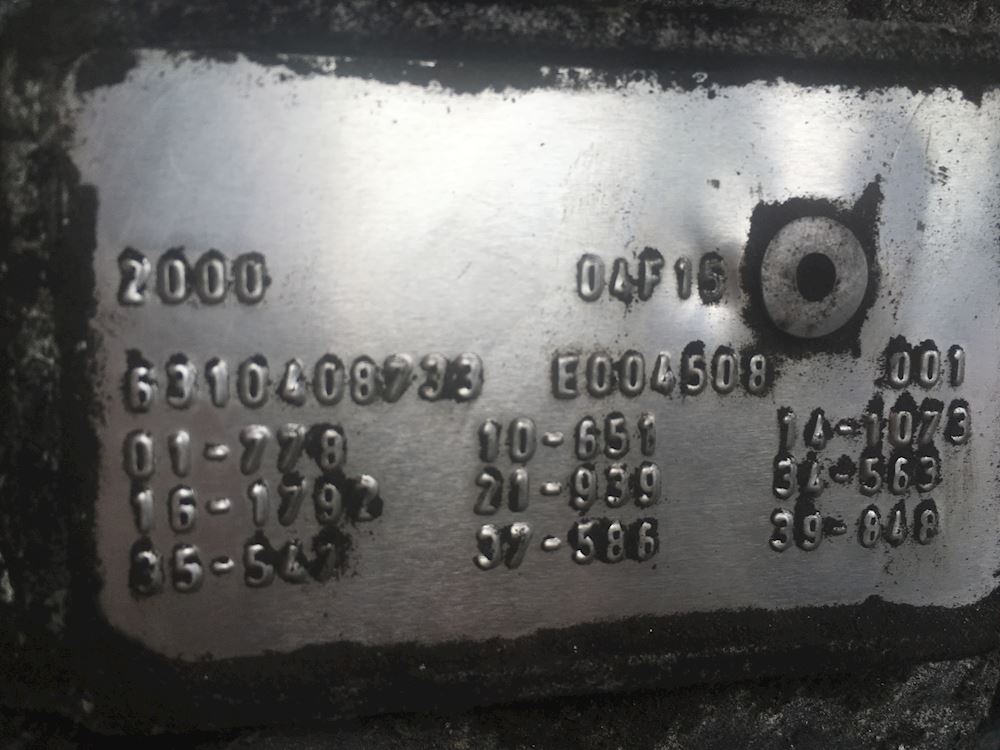 2000 04F15
6310408733 E004508 001
01-778 10-651 14-1073
16-1792 21-939 34-563
35-547 37-586 39-848